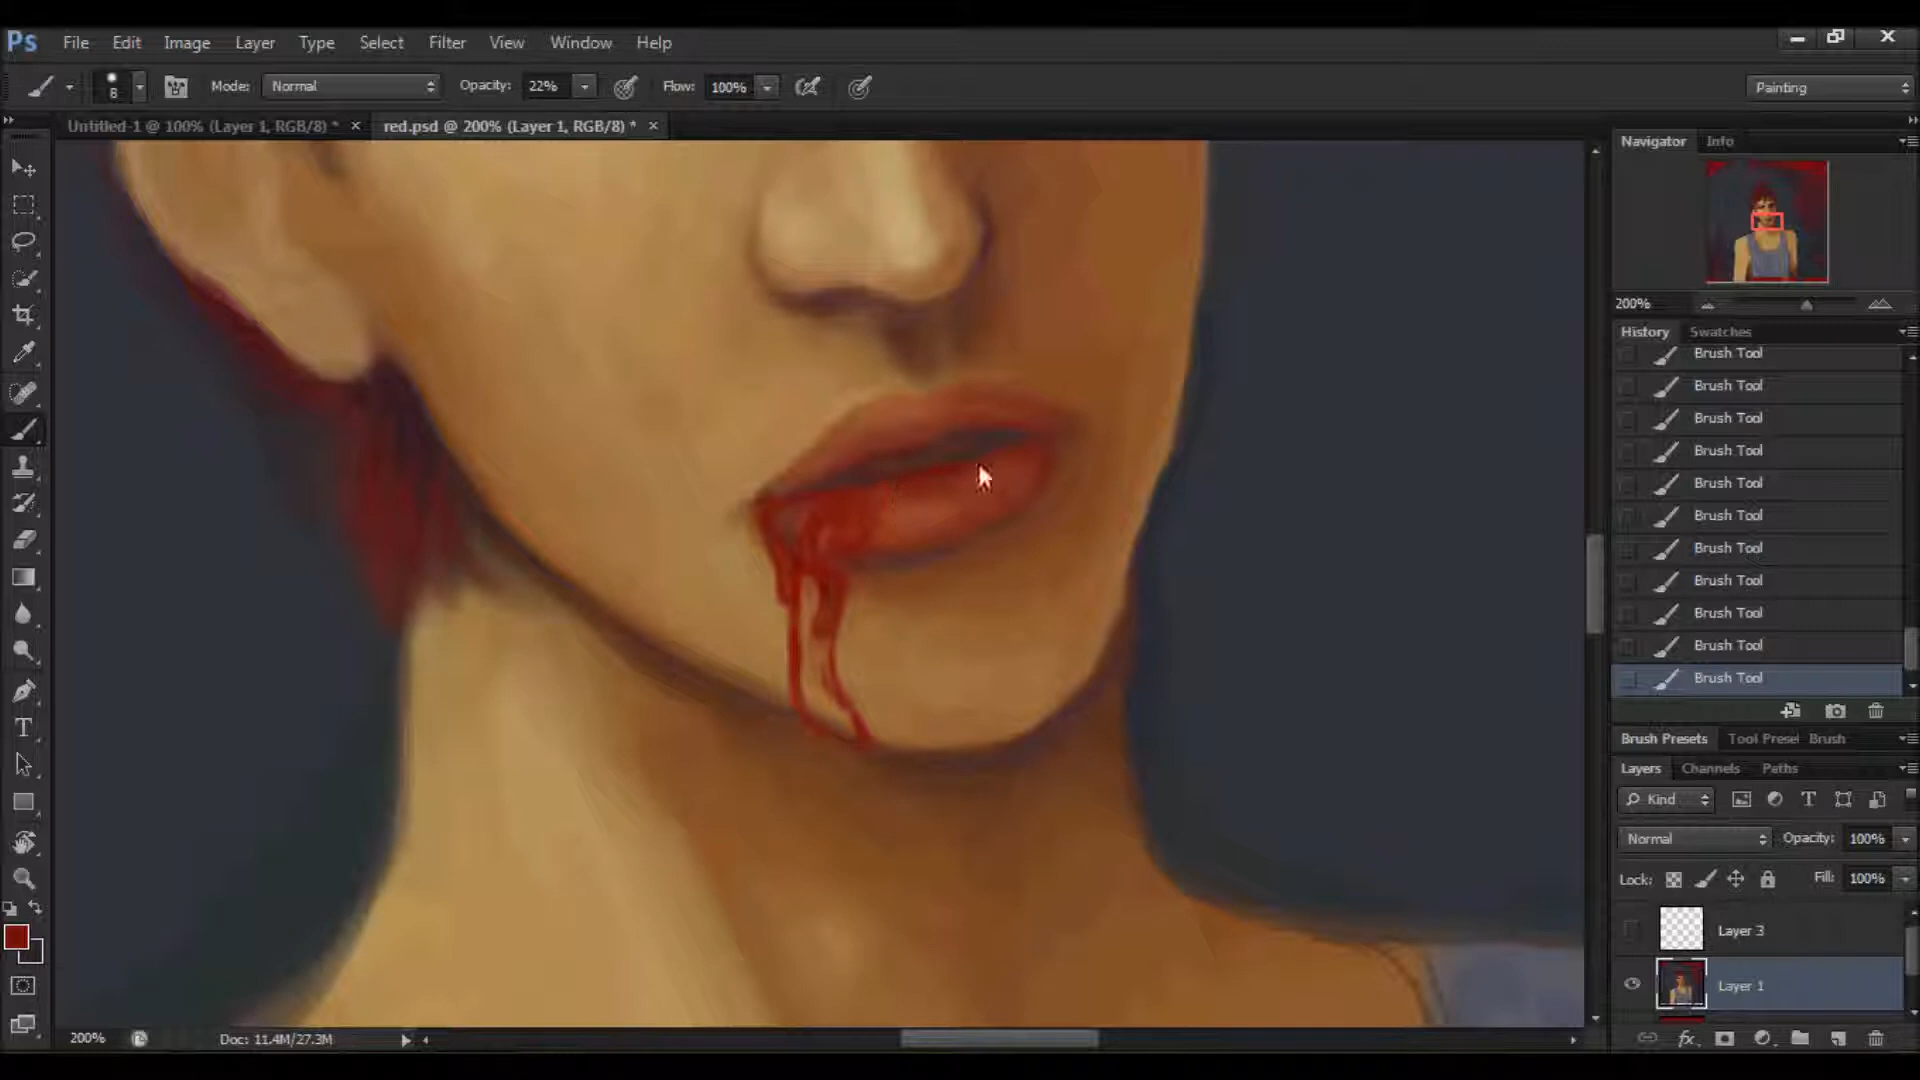 Ps File Edit Image Layer Type Select Filter View Window Help
8 Mode: Normal Opacity: 22% Flow: 100% Painting
Untitled-1 @ 100% (Layer 1, RGB/8) * × red.psd @ 200% (Layer 1, RGB/8) * ×
Navigator Info
200%
History Swatches
Brush Tool
Brush Tool
Brush Tool
Brush Tool
Brush Tool
Brush Tool
Brush Tool
Brush Tool
Brush Tool
Brush Tool
Brush Tool
Brush Presets Tool Preset Brush
Layers Channels Paths
Kind T
Normal Opacity: 100%
Lock: Fill: 100%
Layer 3
Layer 1
fx
T
200% Doc: 11.4M/27.3M